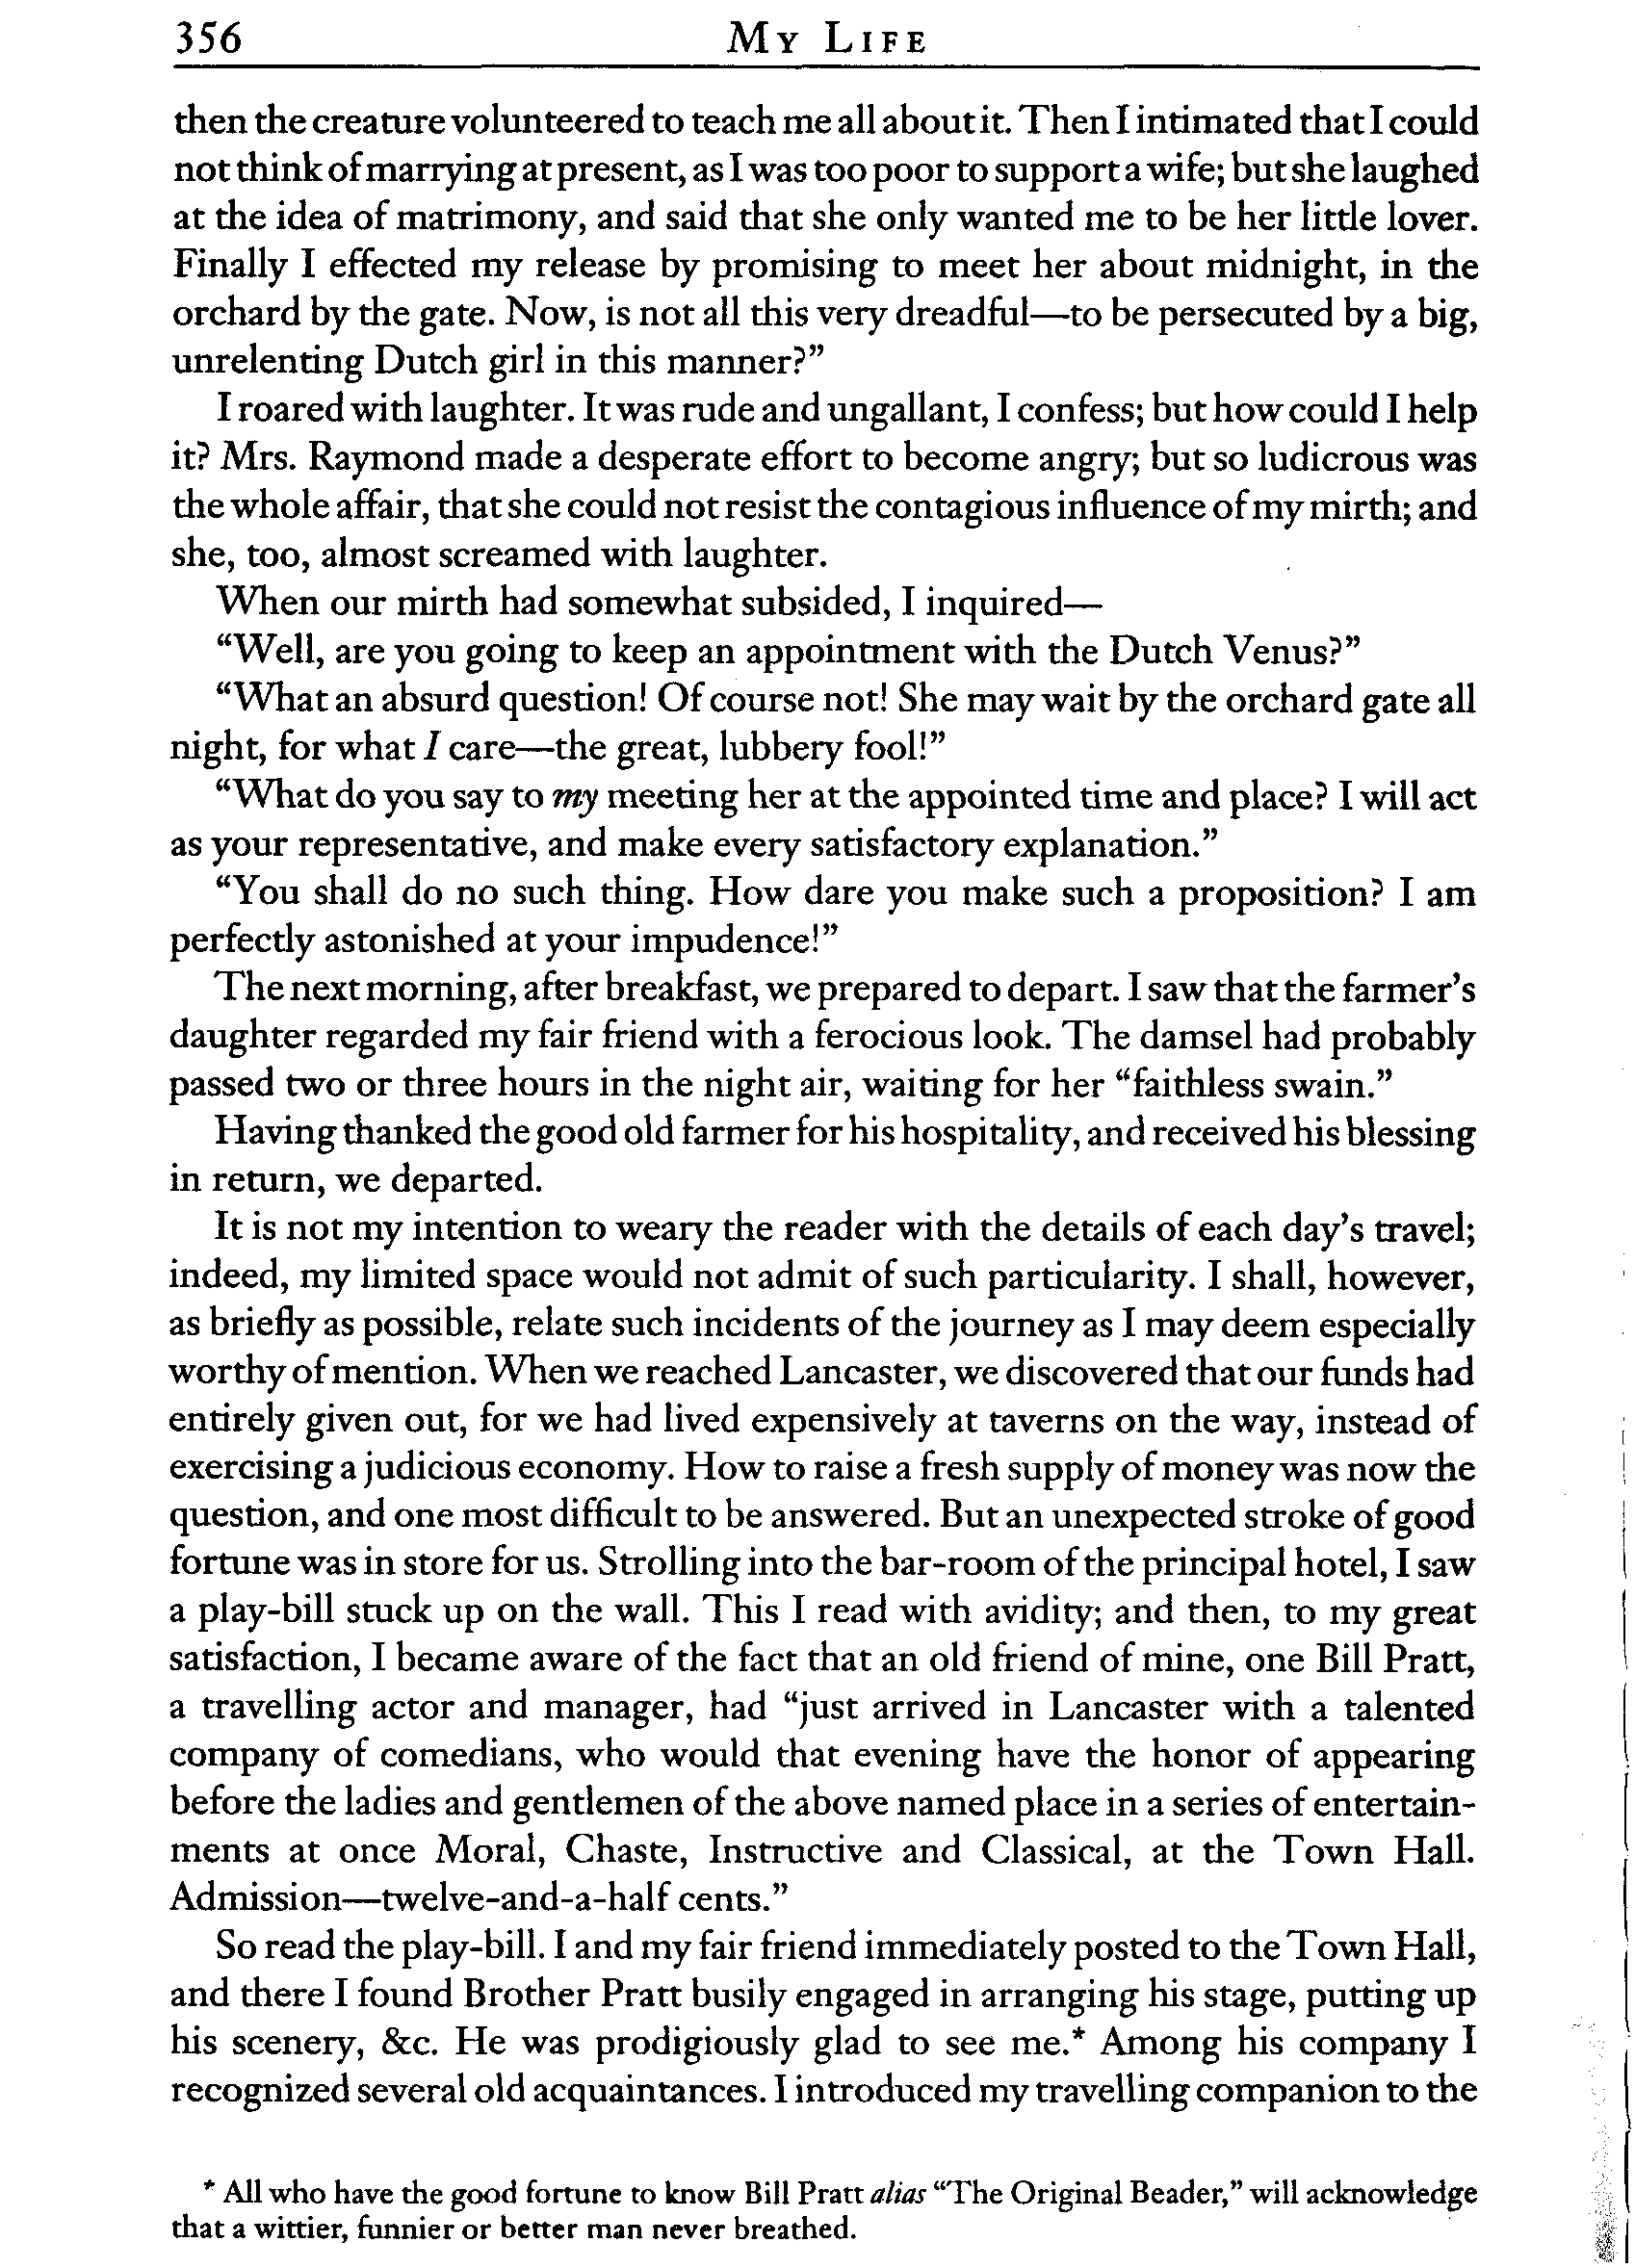 356 My Life
then the creature volunteered to teach me all about it. Then I intimated that I could
not think of marrying at present, as I was too poor to support a wife; but she laughed
at the idea of matrimony, and said that she only wanted me to be her little lover.
Finally I effected my release by promising to meet her about midnight, in the
orchard by the gate. Now, is not all this very dreadful—to be persecuted by a big,
unrelenting Dutch girl in this manner?”
I roared with laughter. It was rude and ungallant, I confess; but how could I help
it? Mrs. Raymond made a desperate effort to become angry; but so ludicrous was
the whole affair, that she could not resist the contagious influence of my mirth; and
she, too, almost screamed with laughter.
When our mirth had somewhat subsided, I inquired—
“Well, are you going to keep an appointment with the Dutch Venus?”
“What an absurd question! Of course not! She may wait by the orchard gate all
night, for what I care—the great, lubbery fool!”
“What do you say to my meeting her at the appointed time and place? I will act
as your representative, and make every satisfactory explanation.”
“You shall do no such thing. How dare you make such a proposition? I am
perfectly astonished at your impudence!”
The next morning, after breakfast, we prepared to depart. I saw that the farmer’s
daughter regarded my fair friend with a ferocious look. The damsel had probably
passed two or three hours in the night air, waiting for her “faithless swain.”
Having thanked the good old farmer for his hospitality, and received his blessing
in return, we departed.
It is not my intention to weary the reader with the details of each day’s travel;
indeed, my limited space would not admit of such particularity. I shall, however,
as briefly as possible, relate such incidents of the journey as I may deem especially
worthy of mention. When we reached Lancaster, we discovered that our funds had
entirely given out, for we had lived expensively at taverns on the way, instead of
exercising a judicious economy. How to raise a fresh supply of money was now the
question, and one most difficult to be answered. But an unexpected stroke of good
fortune was in store for us. Strolling into the bar-room of the principal hotel, I saw
a play-bill stuck up on the wall. This I read with avidity; and then, to my great
satisfaction, I became aware of the fact that an old friend of mine, one Bill Pratt,
a travelling actor and manager, had “just arrived in Lancaster with a talented
company of comedians, who would that evening have the honor of appearing
before the ladies and gentlemen of the above named place in a series of entertain-
ments at once Moral, Chaste, Instructive and Classical, at the Town Hall.
Admission—twelve-and-a-half cents.”
So read the play-bill. I and my fair friend immediately posted to the Town Hall,
and there I found Brother Pratt busily engaged in arranging his stage, putting up
his scenery, &c. He was prodigiously glad to see me.* Among his company I
recognized several old acquaintances. I introduced my travelling companion to the
* All who have the good fortune to know Bill Pratt alias “The Original Beader,” will acknowledge
that a wittier, funnier or better man never breathed.